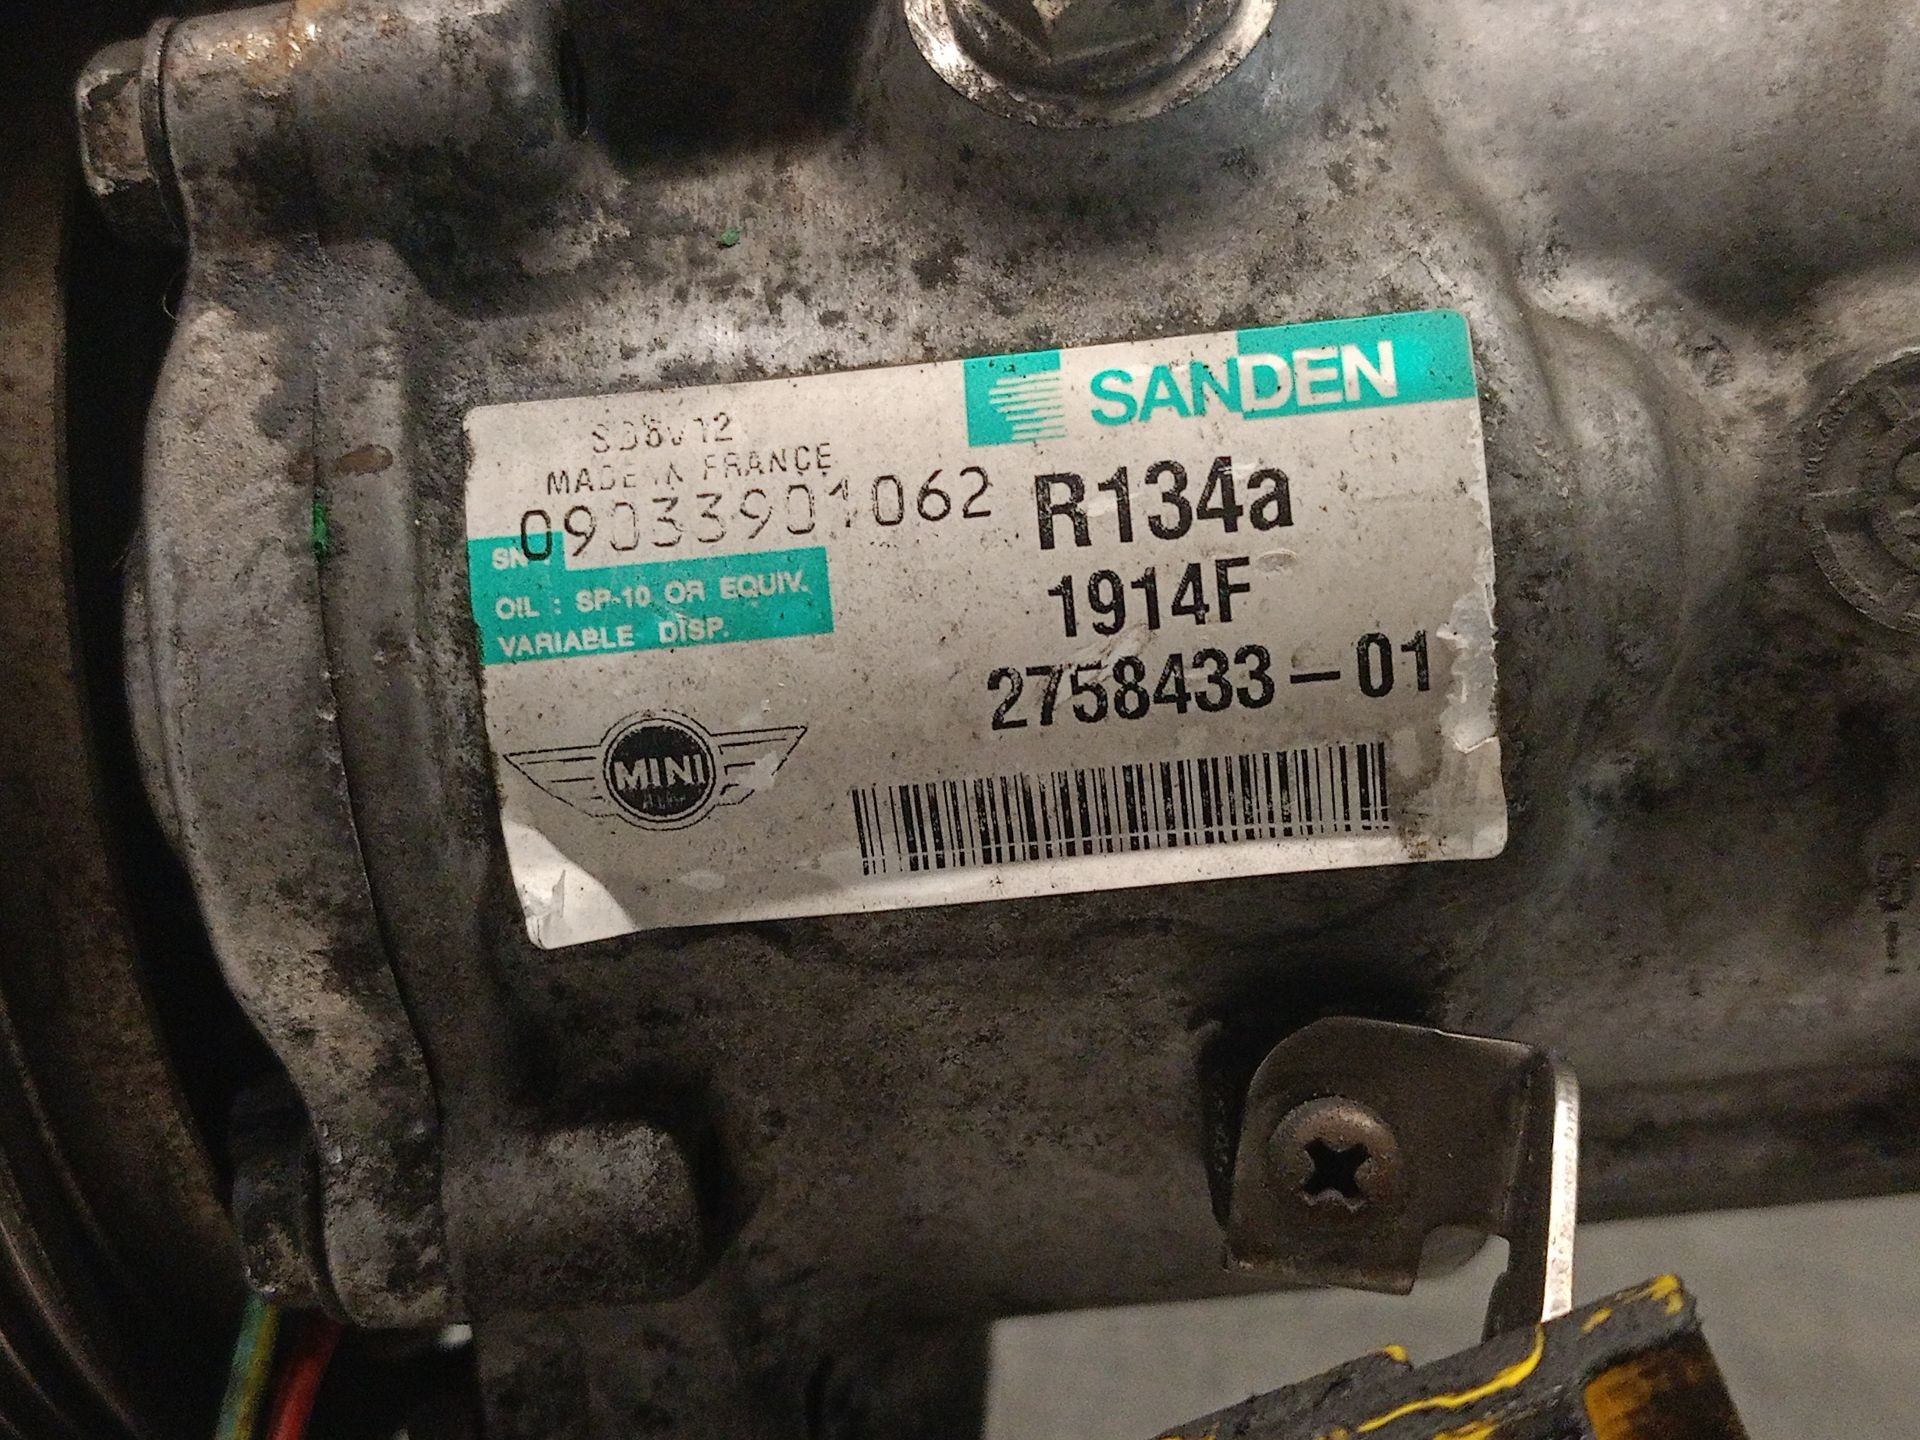 SANDEN
SD8V12
MADE IN FRANCE
09033901062
R134a
SN
1914F
OIL : SP-10 OR EQUIV.
VARIABLE DISP.
2758433-01
MINI